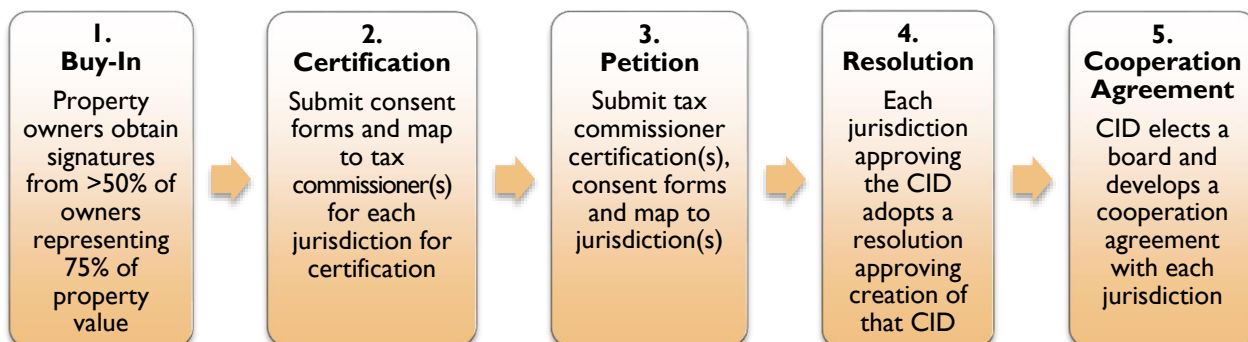 1.
Buy-In
Property
owners obtain
signatures
from >50% of
owners
representing
75% of
property
value
2.
Certification
Submit consent
forms and map
to tax
commissioner(s)
for each
jurisdiction for
certification
3.
Petition
Submit tax
commissioner
certification(s),
consent forms
and map to
jurisdiction(s)
4.
Resolution
Each
jurisdiction
approving
the CID
adopts a
resolution
approving
creation of
that CID
5.
Cooperation
Agreement
CID elects a
board and
develops a
cooperation
agreement
with each
jurisdiction